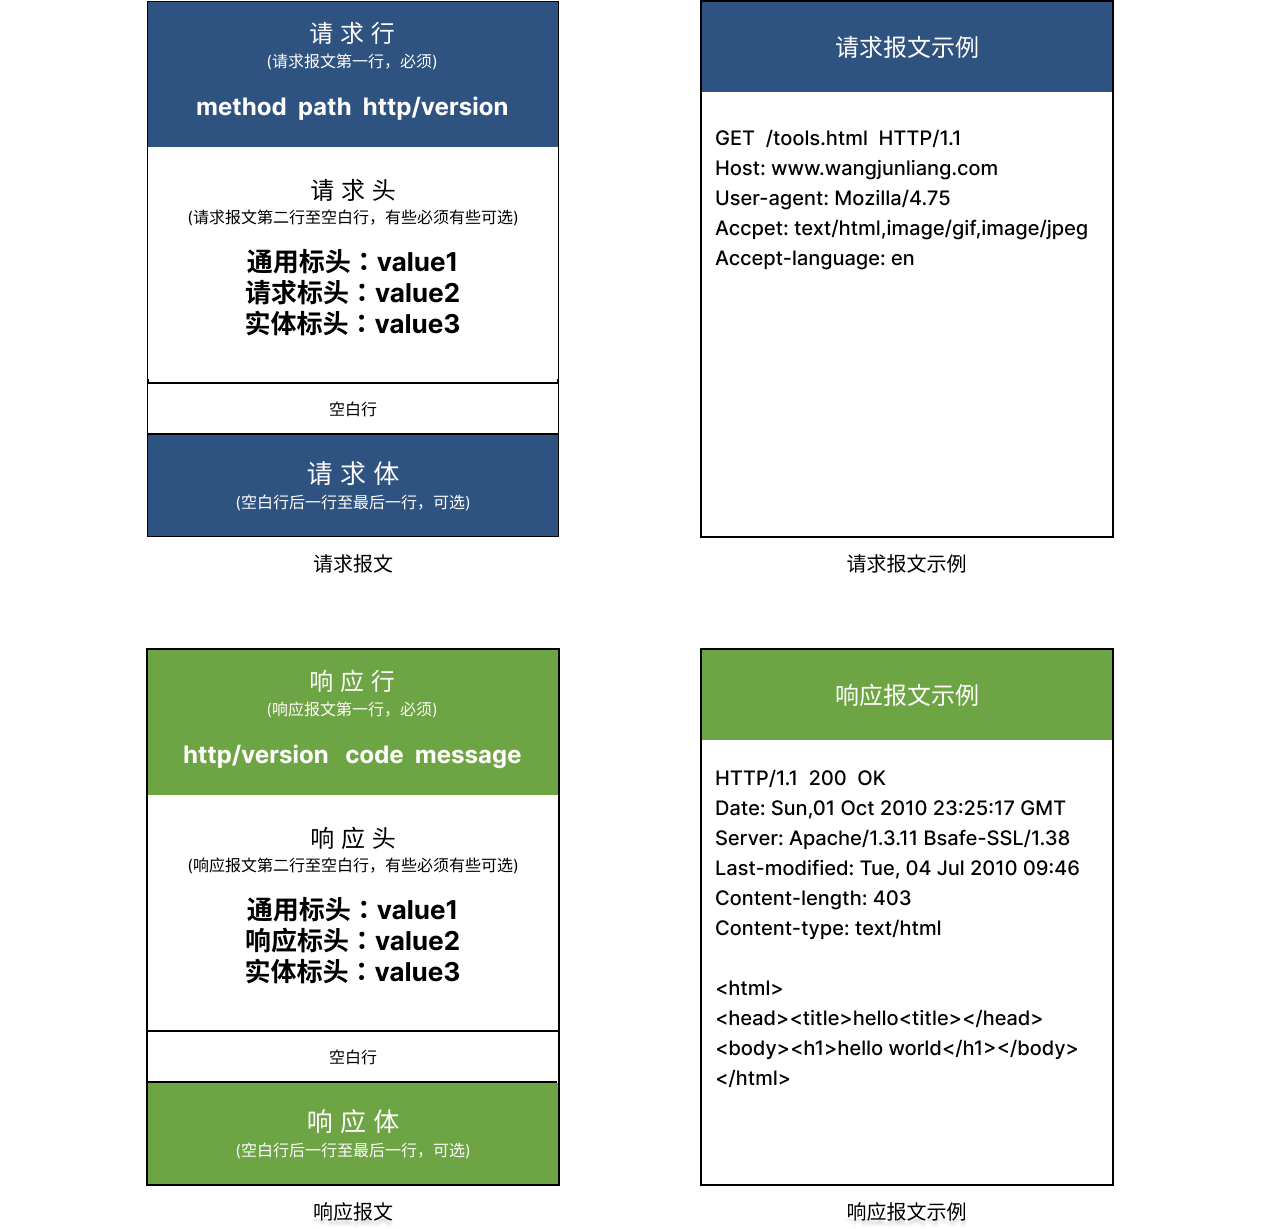 请 求 行
(请求报文第一行，必须)
method path http/version
请 求 头
(请求报文第二行至空白行，有些必须有些可选)
通用标头：value1
请求标头：value2
实体标头：value3
空白行
请 求 体
(空白行后一行至最后一行，可选)
请求报文
请求报文示例
GET /tools.html HTTP/1.1
Host: www.wangjunliang.com
User-agent: Mozilla/4.75
Accpet: text/html,image/gif,image/jpeg
Accept-language: en
请求报文示例
响 应 行
(响应报文第一行，必须)
http/version code message
响 应 头
(响应报文第二行至空白行，有些必须有些可选)
通用标头：value1
响应标头：value2
实体标头：value3
空白行
响 应 体
(空白行后一行至最后一行，可选)
响应报文
响应报文示例
HTTP/1.1 200 OK
Date: Sun,01 Oct 2010 23:25:17 GMT
Server: Apache/1.3.11 Bsafe-SSL/1.38
Last-modified: Tue, 04 Jul 2010 09:46
Content-length: 403
Content-type: text/html
<html>
<head><title>hello<title></head>
<body><h1>hello world</h1></body>
</html>
响应报文示例